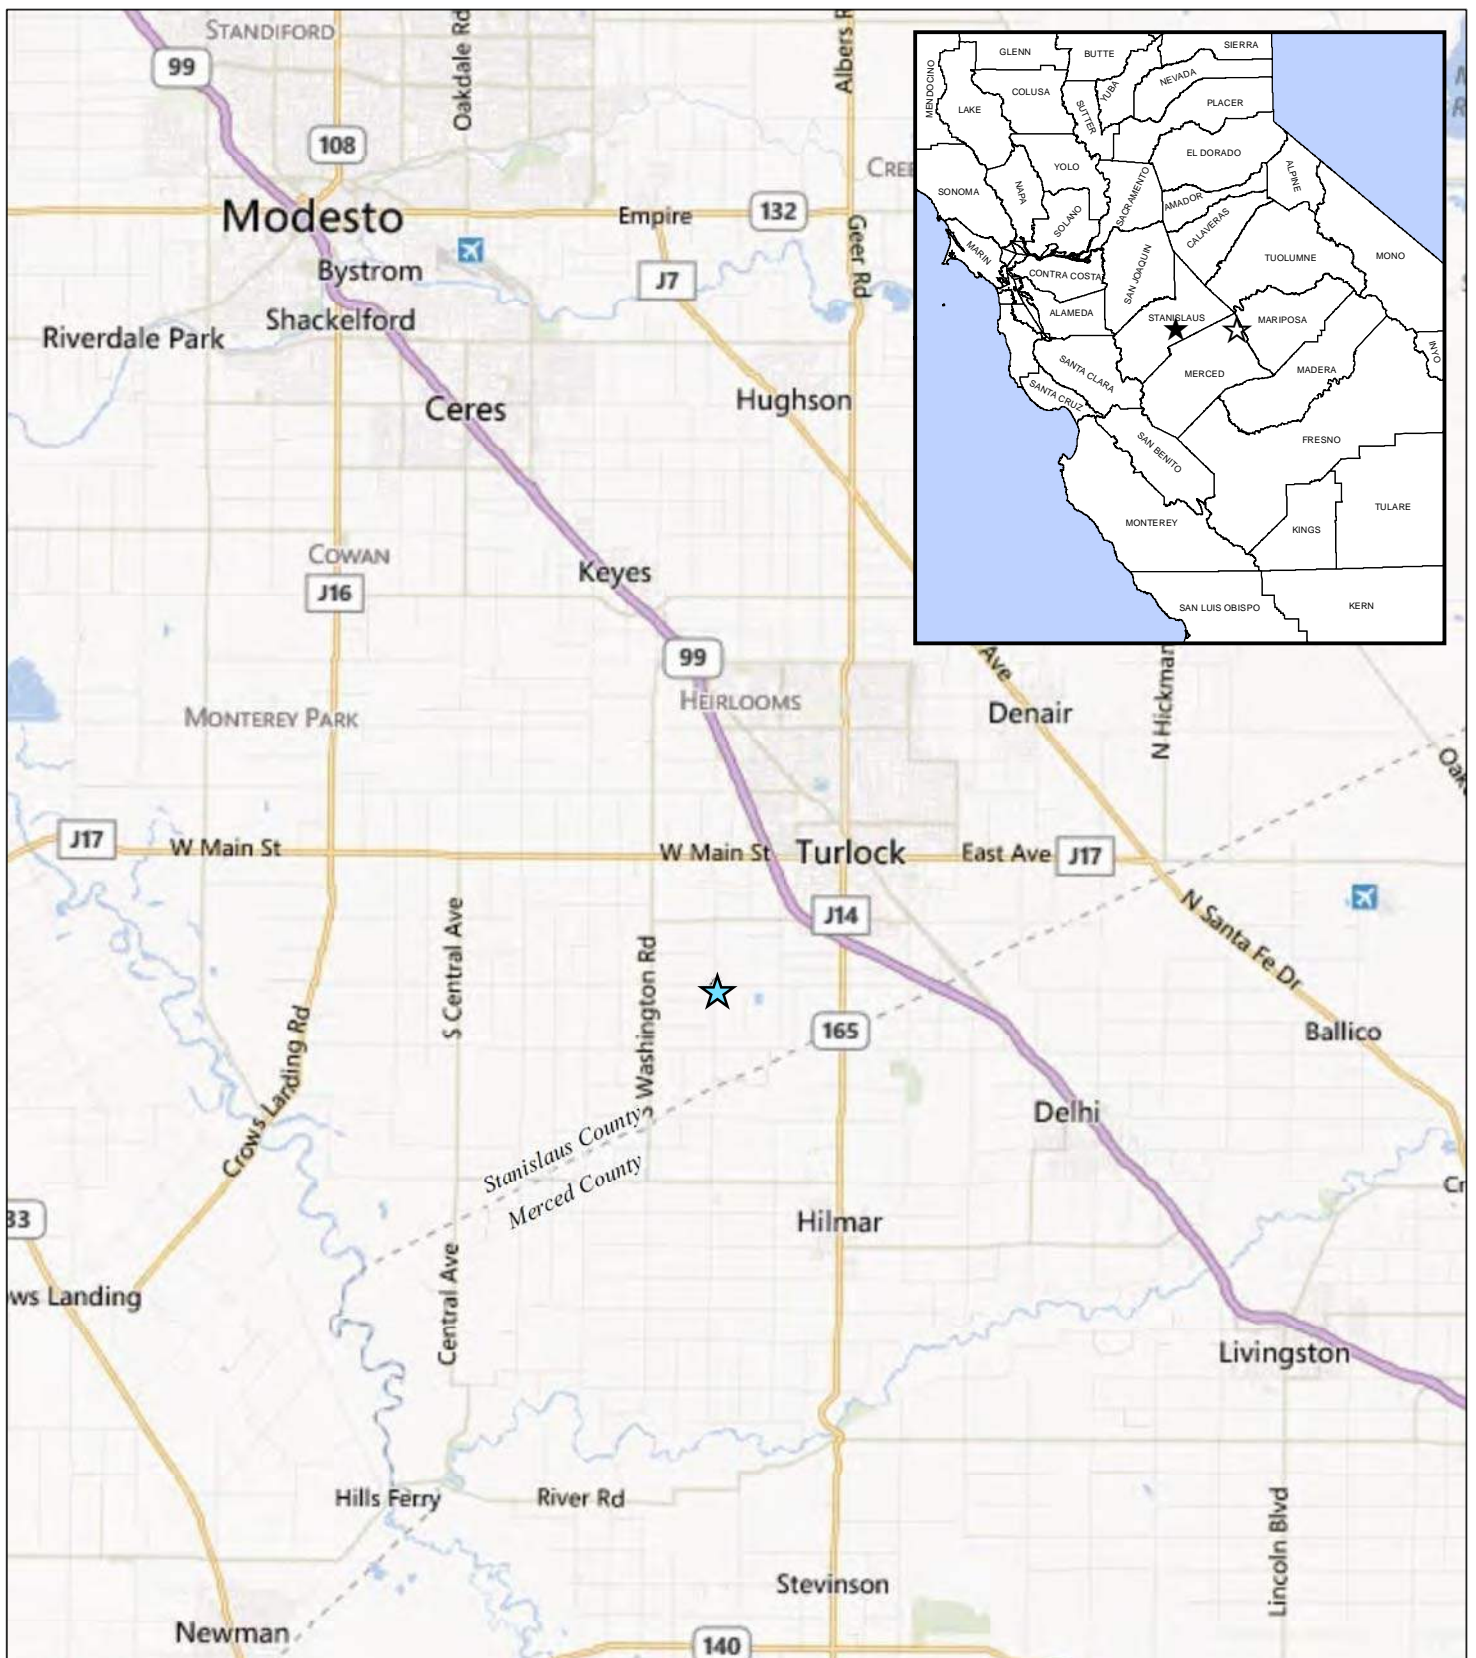 STANDIFORD
99
Oakdale Rd
108
Albers R
Modesto
Empire
132
CREE
Geer Rd
Bystrom
J7
Shackelford
Riverdale Park
Ceres
Hughson
COWAN
J16
Keyes
99
HEIRLOOMS
MONTEREY PARK
Ave
Denair
N Hickman
J17
W Main St
W Main St
Turlock
East Ave
J17
J14
N Santa Fe Dr
S Central Ave
S Washington Rd
165
Ballico
Crows Landing Rd
Delhi
Stanislaus County
Merced County
33
Hilmar
Cr
ws Landing
Central Ave
Livingston
Hills Ferry
River Rd
Lincoln Blvd
Stevinson
Newman
140
GLENN
BUTTE
SIERRA
MENDOCINO
LAKE
COLUSA
SUTTER
YUBA
NEVADA
PLACER
YOLO
EL DORADO
ALPINE
SONOMA
NAPA
SOLANO
SACRAMENTO
AMADOR
CALAVERAS
MARIN
CONTRA COSTA
SAN JOAQUIN
TUOLUMNE
MONO
ALAMEDA
STANISLAUS
MARIPOSA
INYO
SANTA CLARA
MERCED
MADERA
SANTA CRUZ
SAN BENITO
FRESNO
MONTEREY
KINGS
TULARE
SAN LUIS OBISPO
KERN